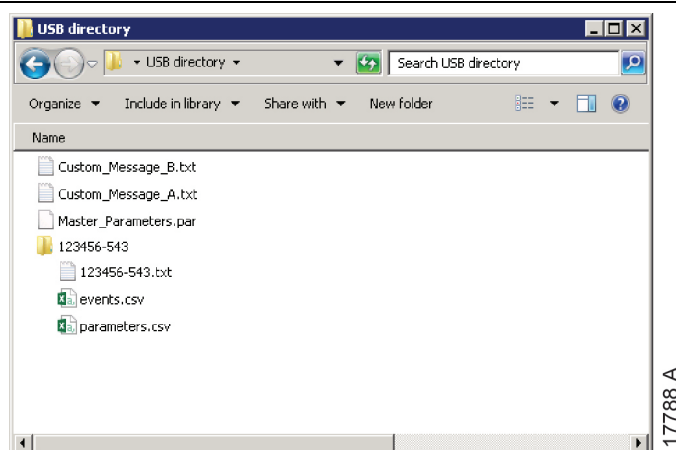 USB directory
USB directory Search USB directory
Organize Include in library Share with New folder
Name
Custom_Message_B.txt
Custom_Message_A.txt
Master_Parameters.par
123456-543
123456-543.txt
events.csv
parameters.csv
17788 A